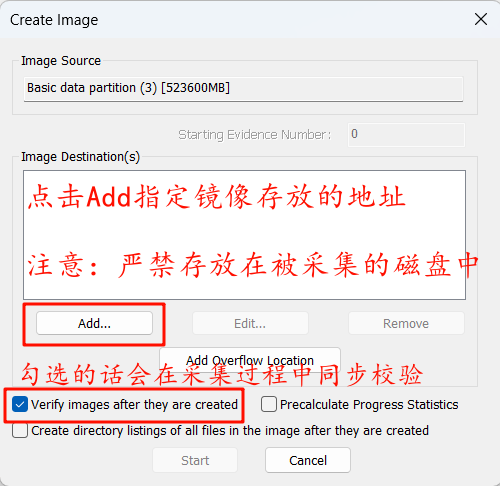 Create Image
Image Source
Basic data partition (3) [523600MB]
Starting Evidence Number:
0
Image Destination(s)
点击Add指定镜像存放的地址
注意：严禁存放在被采集的磁盘中
Add...
Edit...
Remove
Add Overflow Location
勾选的话会在采集过程中同步校验
Verify images after they are created
Precalculate Progress Statistics
Create directory listings of all files in the image after they are created
Start
Cancel